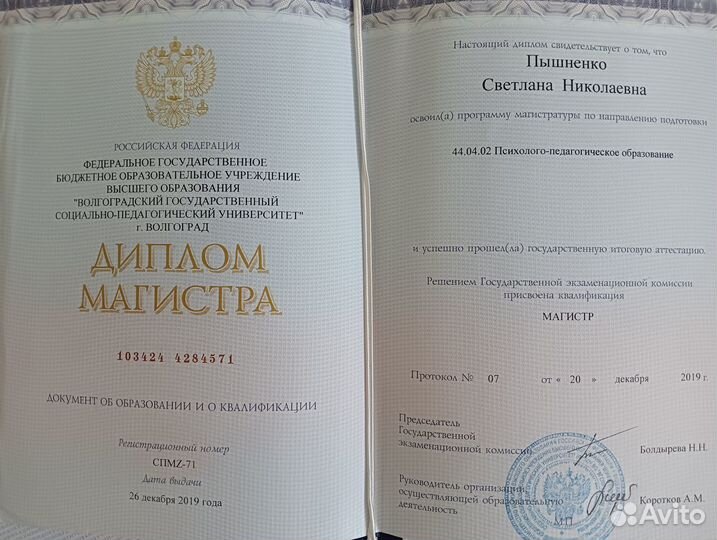 РОССИЙСКАЯ ФЕДЕРАЦИЯ
ФЕДЕРАЛЬНОЕ ГОСУДАРСТВЕННОЕ
БЮДЖЕТНОЕ ОБРАЗОВАТЕЛЬНОЕ УЧРЕЖДЕНИЕ
ВЫСШЕГО ОБРАЗОВАНИЯ
"ВОЛГОГРАДСКИЙ ГОСУДАРСТВЕННЫЙ
СОЦИАЛЬНО-ПЕДАГОГИЧЕСКИЙ УНИВЕРСИТЕТ"
г. ВОЛГОГРАД
ДИПЛОМ
МАГИСТРА
103424 4284571
ДОКУМЕНТ ОБ ОБРАЗОВАНИИ И О КВАЛИФИКАЦИИ
Регистрационный номер
СПМZ-71
Дата выдачи
26 декабря 2019 года
Настоящий диплом свидетельствует о том, что
Пышненко
Светлана Николаевна
освоил(а) программу магистратуры по направлению подготовки
44.04.02 Психолого-педагогическое образование
и успешно прошел(ла) государственную итоговую аттестацию.
Решением Государственной экзаменационной комиссии
присвоена квалификация
МАГИСТР
Протокол № 07 от « 20 » декабря 2019 г.
Председатель
Государственной
экзаменационной комиссии Болдырева Н.Н.
Руководитель организации,
осуществляющей образовательную
деятельность Коротков А.М.
М.П.
Avito